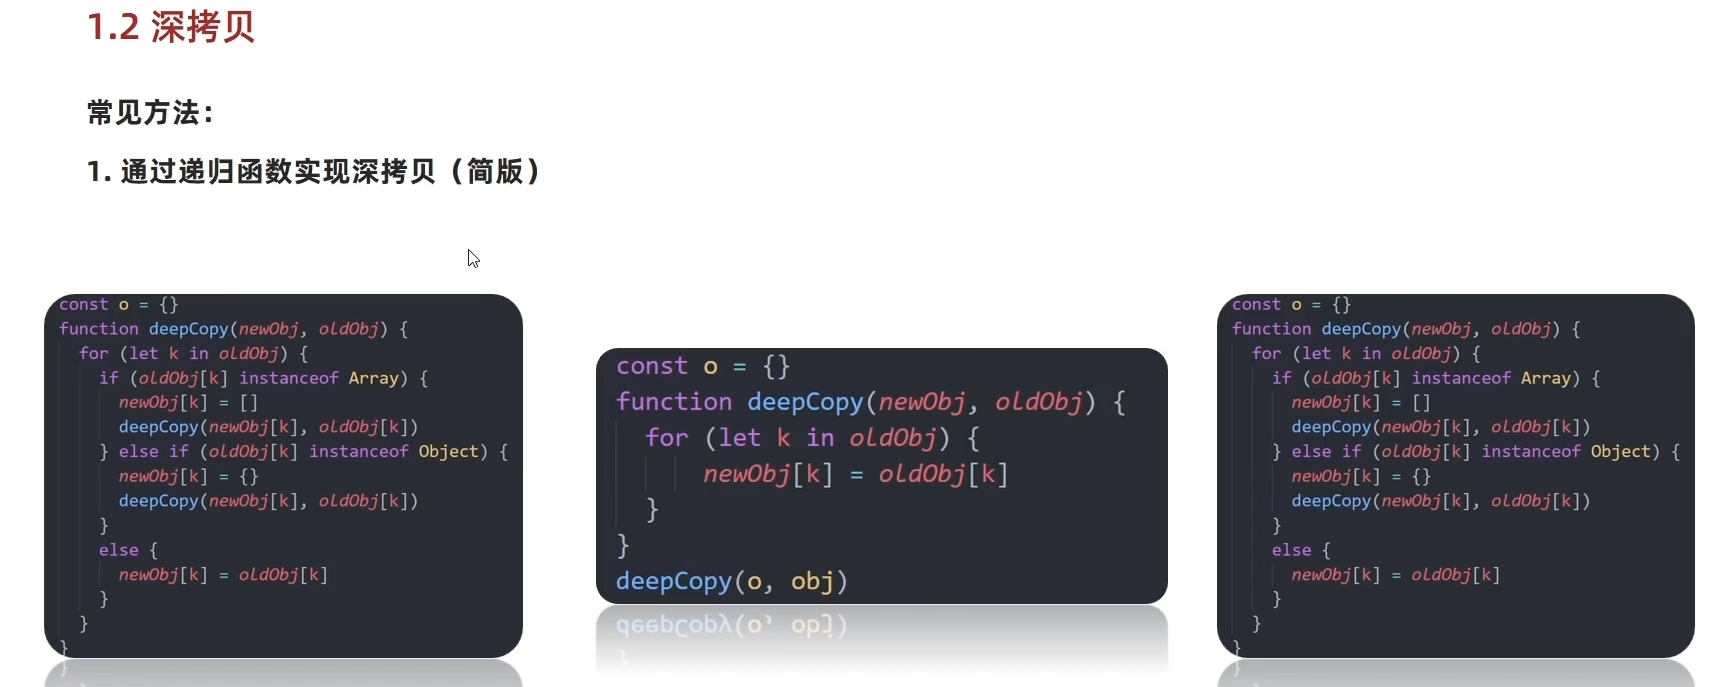 1.2 深拷贝
常见方法：
1. 通过递归函数实现深拷贝（简版）
const o = {}
function deepCopy(newObj, oldObj) {
for (let k in oldObj) {
if (oldObj[k] instanceof Array) {
newObj[k] = []
deepCopy(newObj[k], oldObj[k])
} else if (oldObj[k] instanceof Object) {
newObj[k] = {}
deepCopy(newObj[k], oldObj[k])
}
else {
newObj[k] = oldObj[k]
}
}
}
const o = {}
function deepCopy(newObj, oldObj) {
for (let k in oldObj) {
newObj[k] = oldObj[k]
}
}
deepCopy(o, obj)
const o = {}
function deepCopy(newObj, oldObj) {
for (let k in oldObj) {
if (oldObj[k] instanceof Array) {
newObj[k] = []
deepCopy(newObj[k], oldObj[k])
} else if (oldObj[k] instanceof Object) {
newObj[k] = {}
deepCopy(newObj[k], oldObj[k])
}
else {
newObj[k] = oldObj[k]
}
}
}